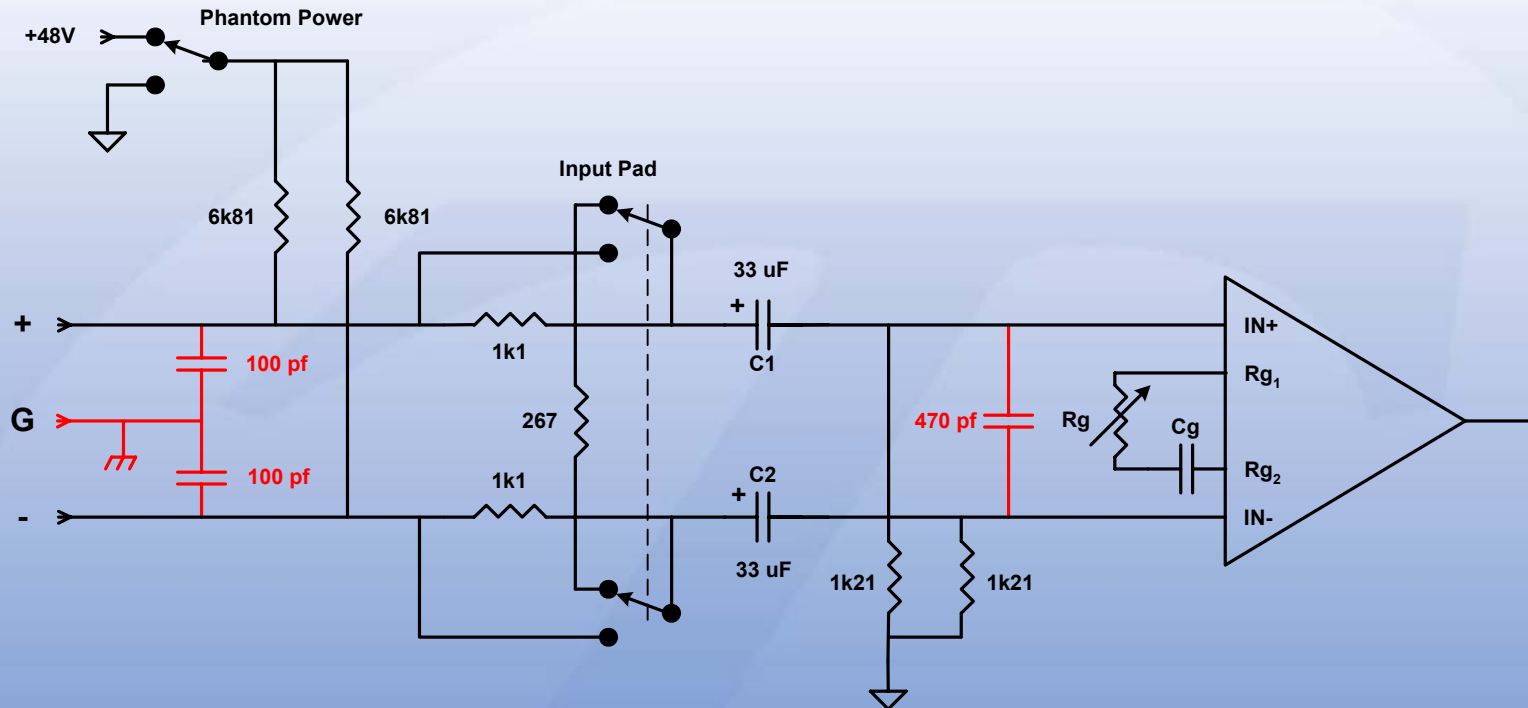 Phantom Power
+48V
6k81
6k81
Input Pad
33 uF
+
+
1k1
C1
IN+
100 pf
Rg1
G
267
470 pf
Rg
Cg
100 pf
C2
Rg2
+
-
1k1
IN-
33 uF
1k21
1k21